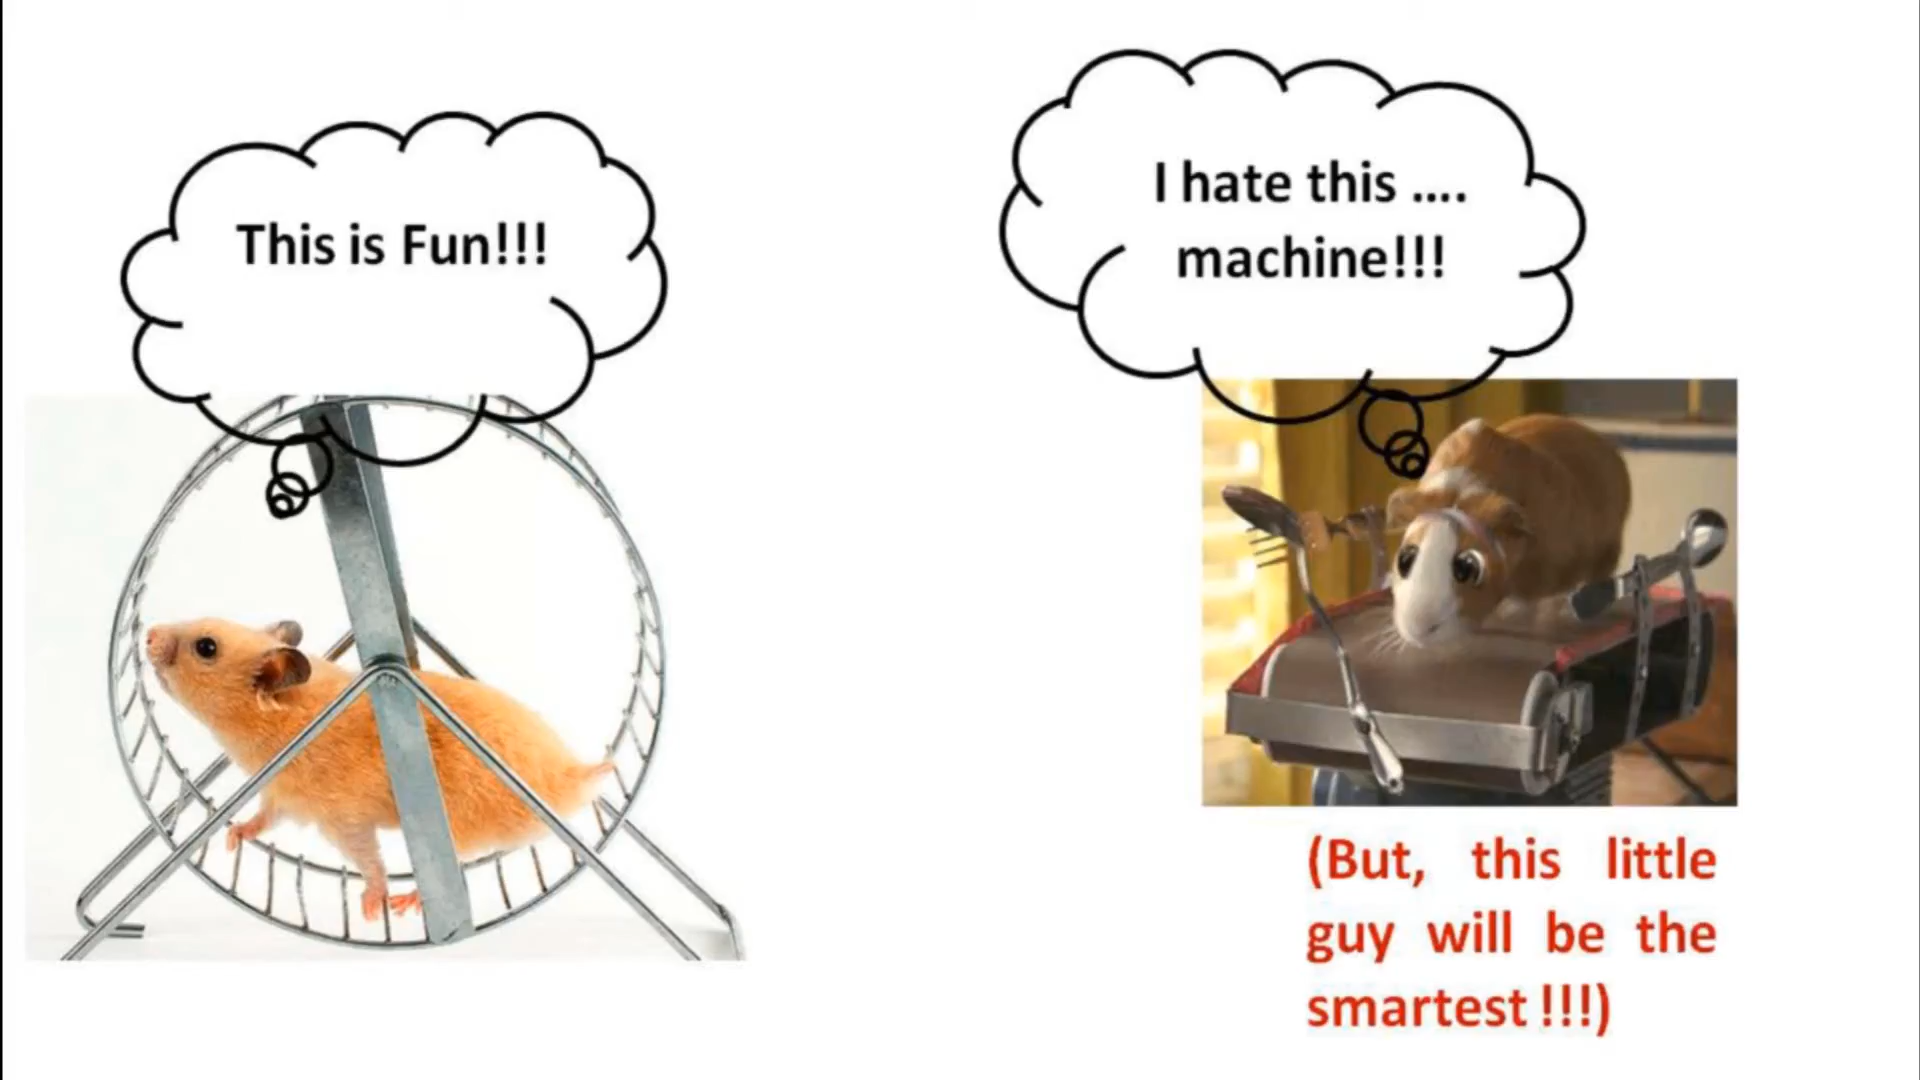 This is Fun!!!
I hate this ....
machine!!!
(But, this little
guy will be the
smartest !!!)